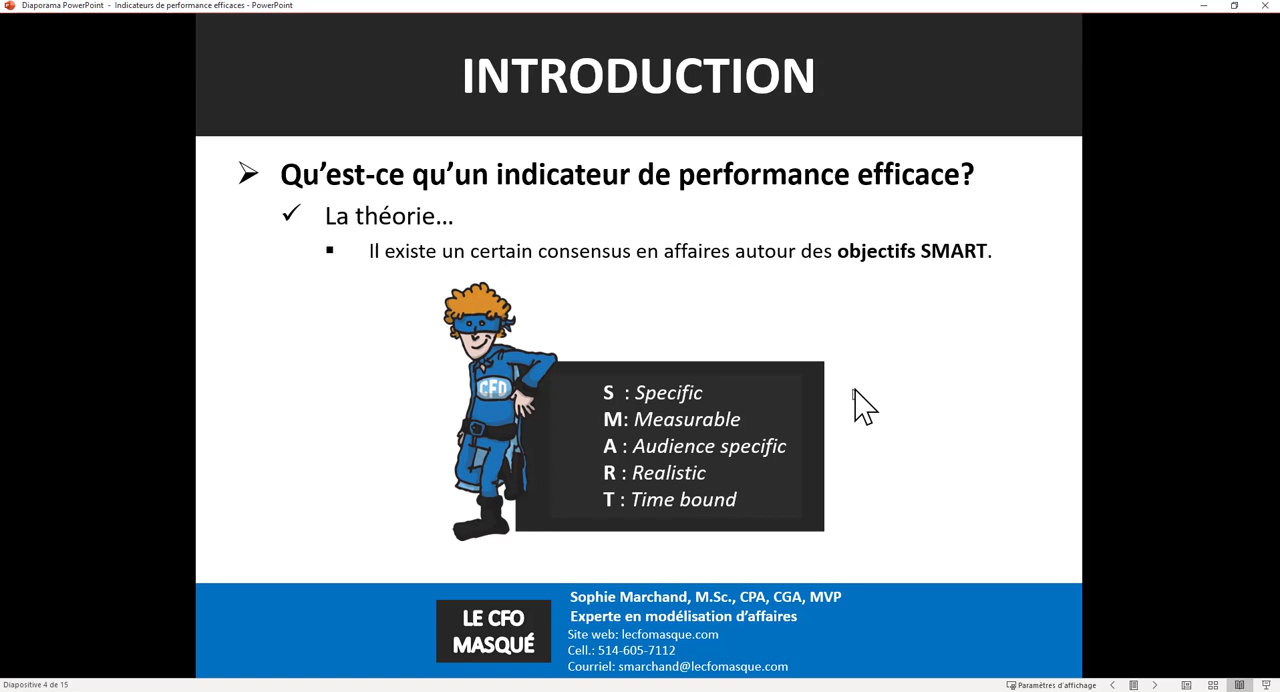 Diaporama PowerPoint - Indicateurs de performance efficaces - PowerPoint
INTRODUCTION
Qu'est-ce qu'un indicateur de performance efficace?
La théorie…
Il existe un certain consensus en affaires autour des objectifs SMART.
CFO
S : Specific
M: Measurable
A : Audience specific
R : Realistic
T : Time bound
LE CFO
MASQUÉ
Sophie Marchand, M.Sc., CPA, CGA, MVP
Experte en modélisation d'affaires
Site web: lecfomasque.com
Cell.: 514-605-7112
Courriel: smarchand@lecfomasque.com
Diapositive 4 de 15
Paramètres d'affichage